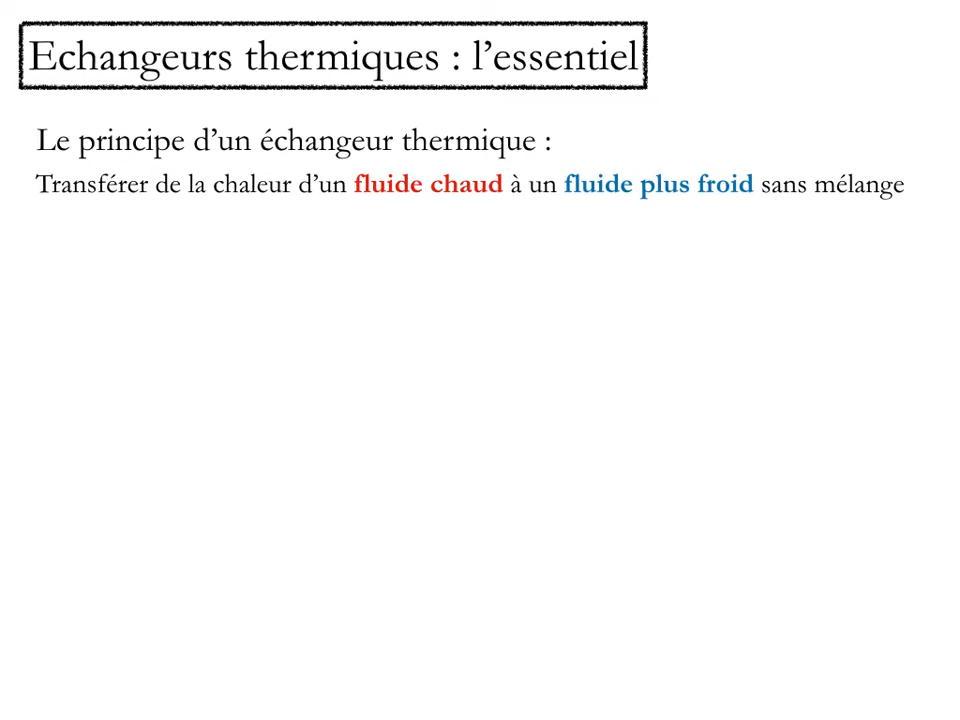 Echangeurs thermiques : l’essentiel
Le principe d’un échangeur thermique :
Transférer de la chaleur d’un fluide chaud à un fluide plus froid sans mélange